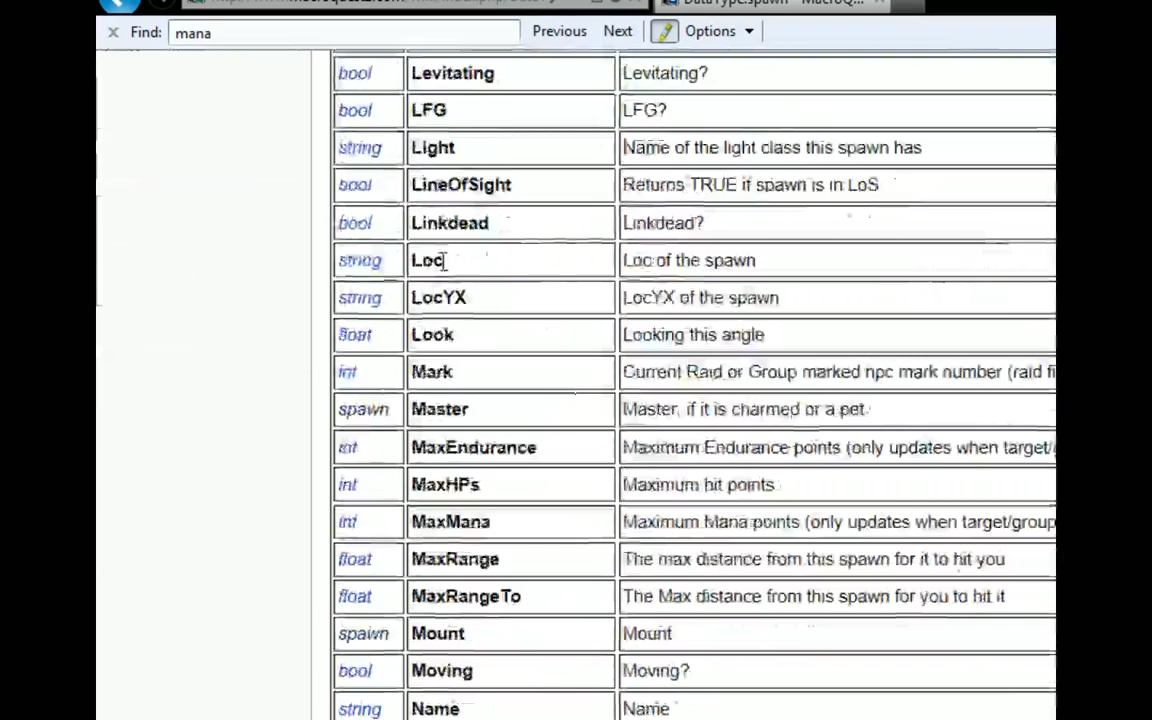 DataType:spawn - MacroQ...
Find: mana Previous Next Options
bool Levitating Levitating?
bool LFG LFG?
string Light Name of the light class this spawn has
bool LineOfSight Returns TRUE if spawn is in LoS
bool Linkdead Linkdead?
string Loc Loc of the spawn
string LocYX LocYX of the spawn
float Look Looking this angle
int Mark Current Raid or Group marked npc mark number (raid fi
spawn Master Master, if it is charmed or a pet
int MaxEndurance Maximum Endurance points (only updates when target/
int MaxHPs Maximum hit points
int MaxMana Maximum Mana points (only updates when target/group
float MaxRange The max distance from this spawn for it to hit you
float MaxRangeTo The Max distance from this spawn for you to hit it
spawn Mount Mount
bool Moving Moving?
string Name Name